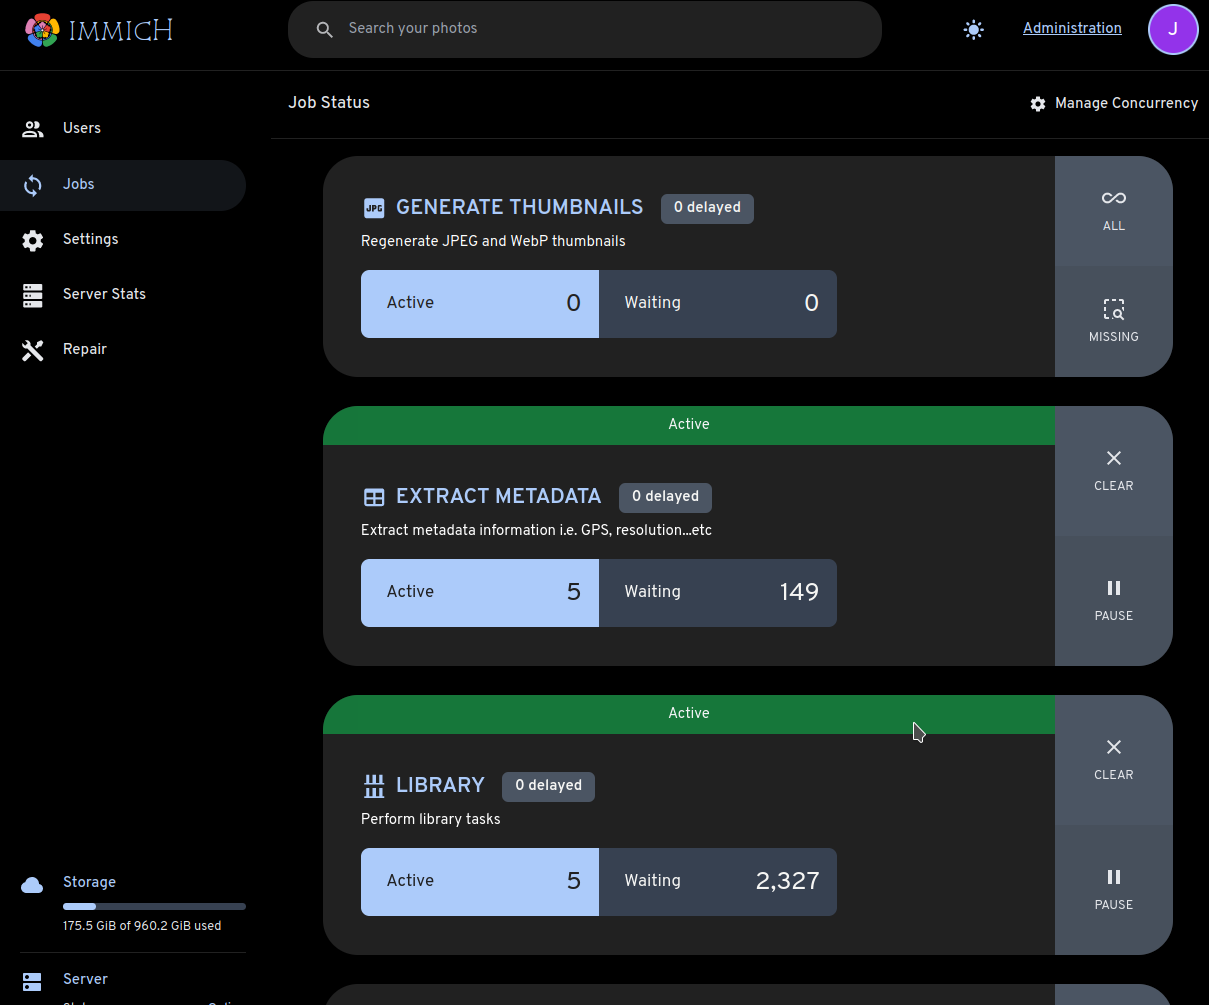 IMMICH
Search your photos
Administration
J
Job Status
Manage Concurrency
Users
Jobs
Settings
Server Stats
Repair
JPG
GENERATE THUMBNAILS
0 delayed
Regenerate JPEG and WebP thumbnails
Active 0
Waiting 0
ALL
MISSING
Active
EXTRACT METADATA
0 delayed
Extract metadata information i.e. GPS, resolution...etc
Active 5
Waiting 149
CLEAR
PAUSE
Active
LIBRARY
0 delayed
Perform library tasks
Active 5
Waiting 2,327
CLEAR
PAUSE
Storage
175.5 GiB of 960.2 GiB used
Server